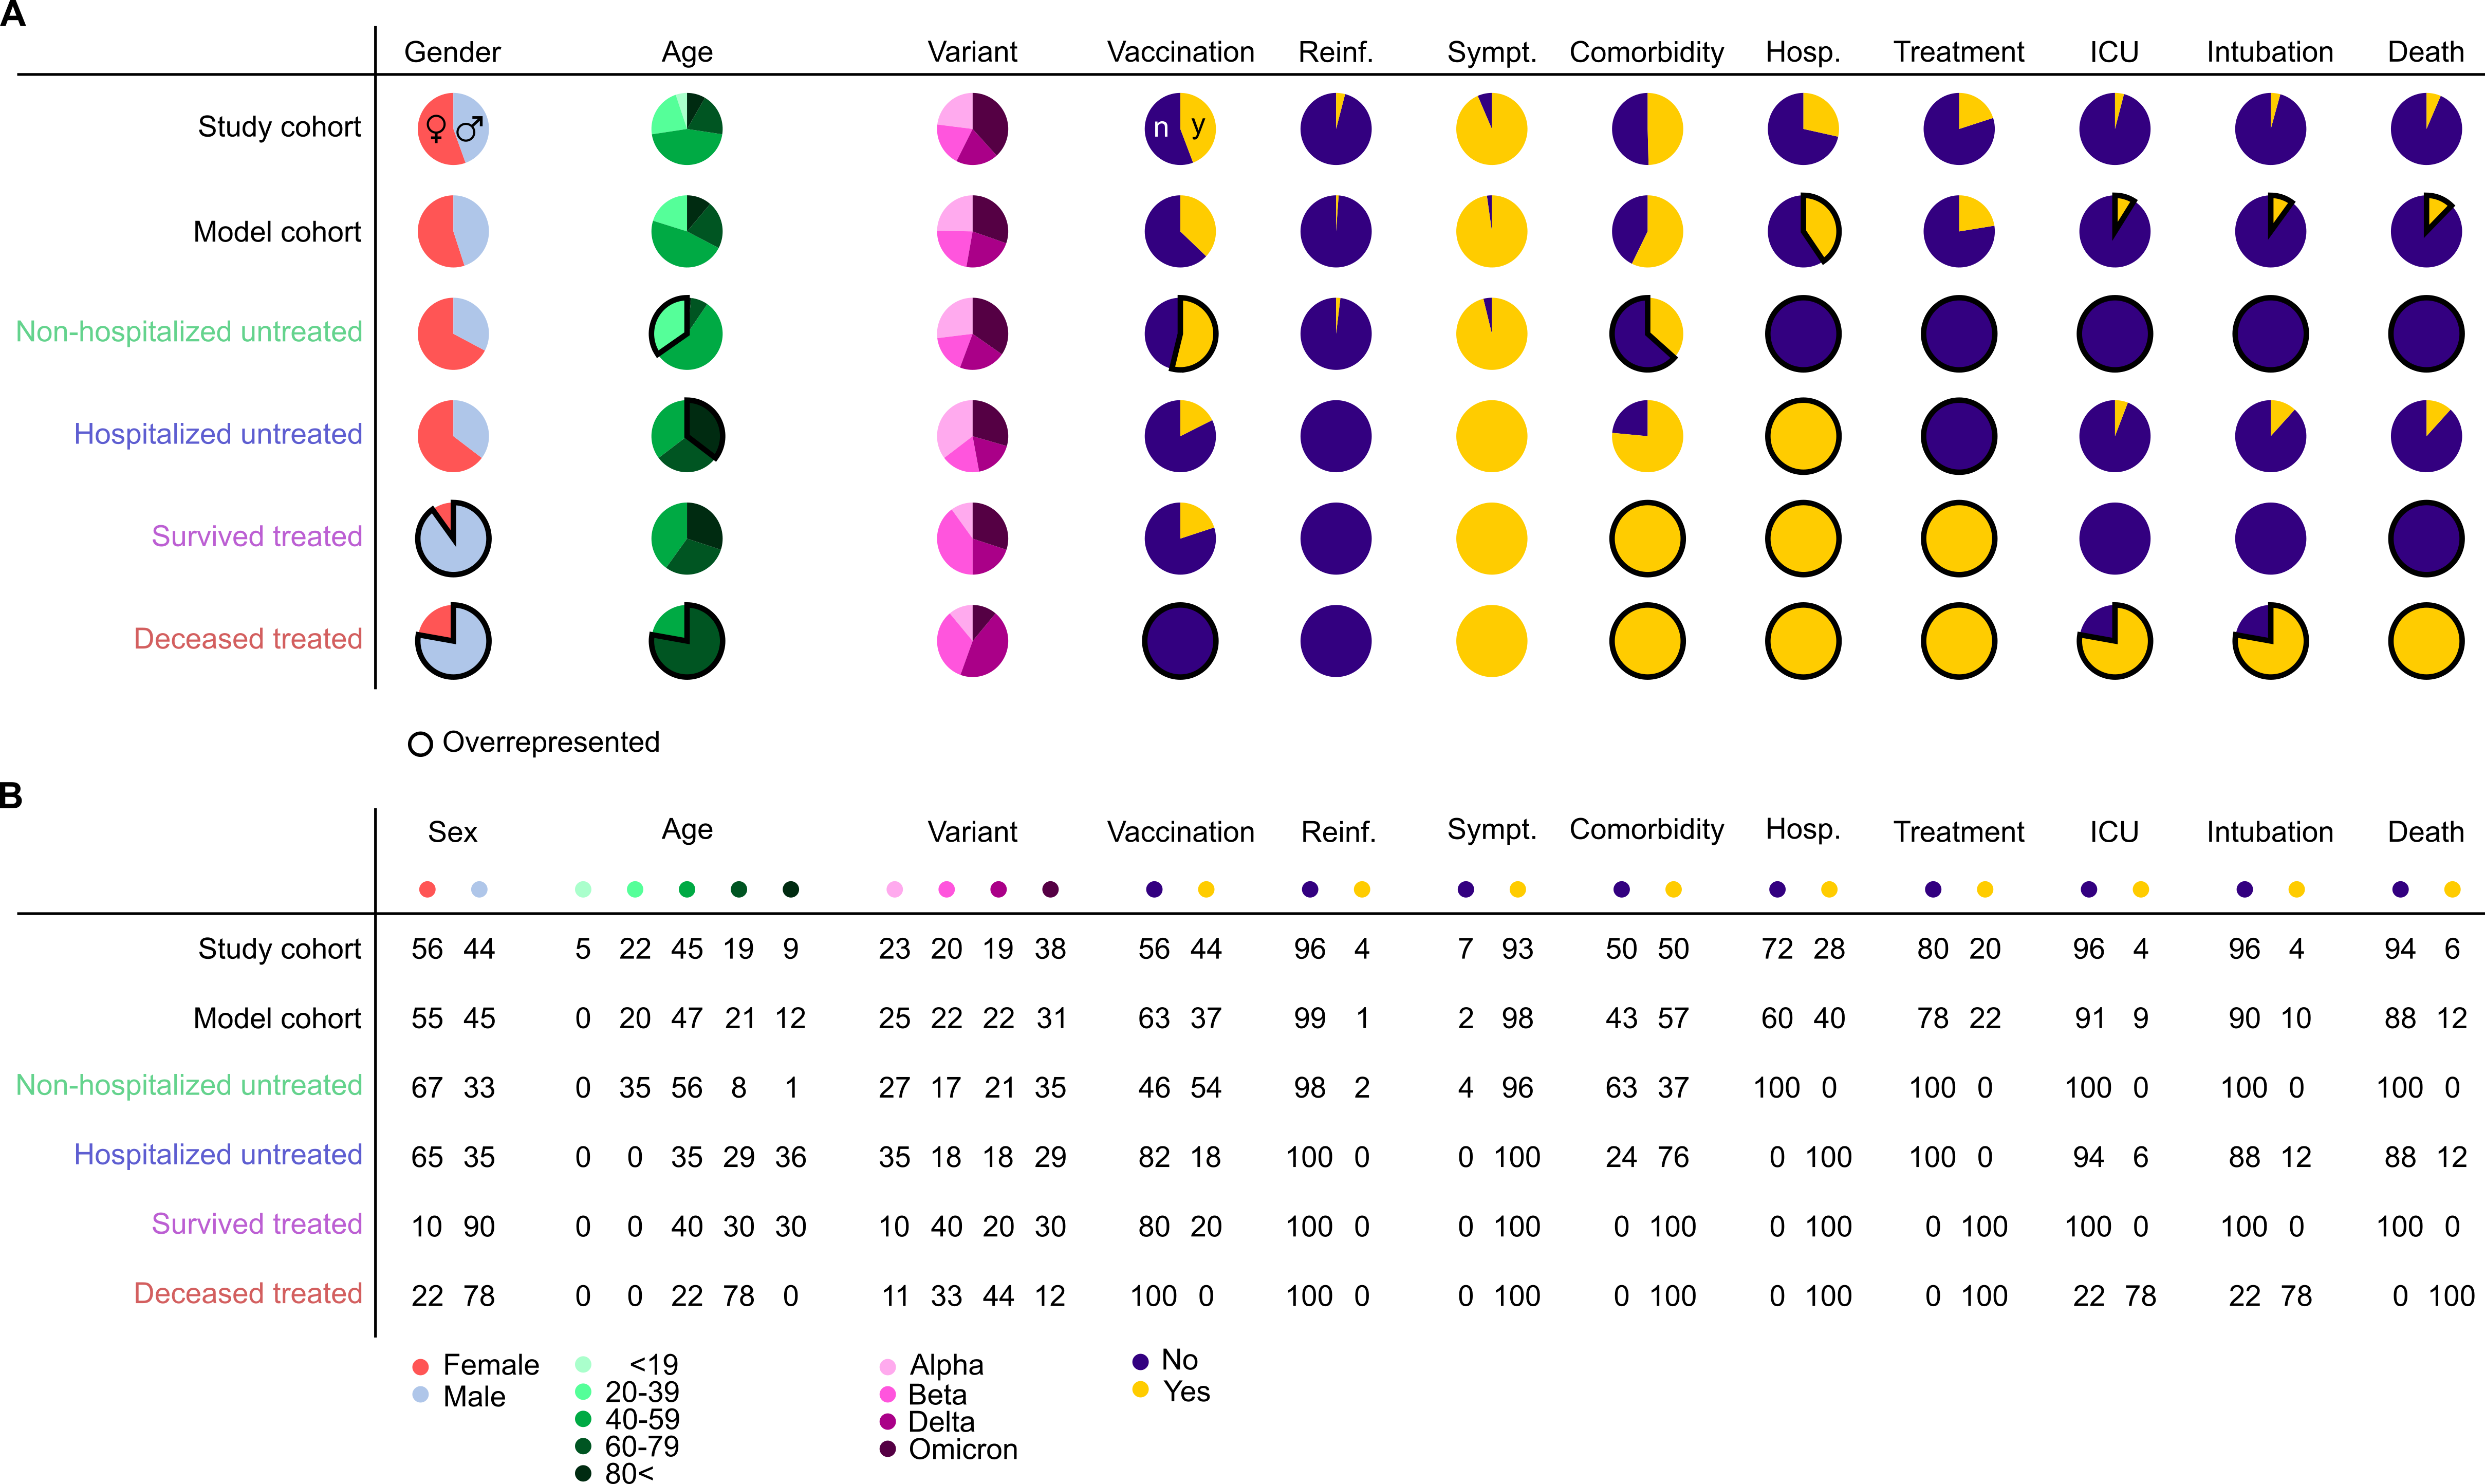 A
Gender Age Variant Vaccination Reinf. Sympt. Comorbidity Hosp. Treatment ICU Intubation Death
Study cohort ♀ ♂ n y
Model cohort
Non-hospitalized untreated
Hospitalized untreated
Survived treated
Deceased treated
Overrepresented
B
Sex Age Variant Vaccination Reinf. Sympt. Comorbidity Hosp. Treatment ICU Intubation Death
Study cohort 56 44 5 22 45 19 9 23 20 19 38 56 44 96 4 7 93 50 50 72 28 80 20 96 4 96 4 94 6
Model cohort 55 45 0 20 47 21 12 25 22 22 31 63 37 99 1 2 98 43 57 60 40 78 22 91 9 90 10 88 12
Non-hospitalized untreated 67 33 0 35 56 8 1 27 17 21 35 46 54 98 2 4 96 63 37 100 0 100 0 100 0 100 0 100 0
Hospitalized untreated 65 35 0 0 35 29 36 35 18 18 29 82 18 100 0 0 100 24 76 0 100 100 0 94 6 88 12 88 12
Survived treated 10 90 0 0 40 30 30 10 40 20 30 80 20 100 0 0 100 0 100 0 100 0 100 100 0 100 0 100 0
Deceased treated 22 78 0 0 22 78 0 11 33 44 12 100 0 100 0 0 100 0 100 0 100 0 100 22 78 22 78 0 100
Female <19 Alpha No
Male 20-39 Beta Yes
40-59 Delta
60-79 Omicron
80<